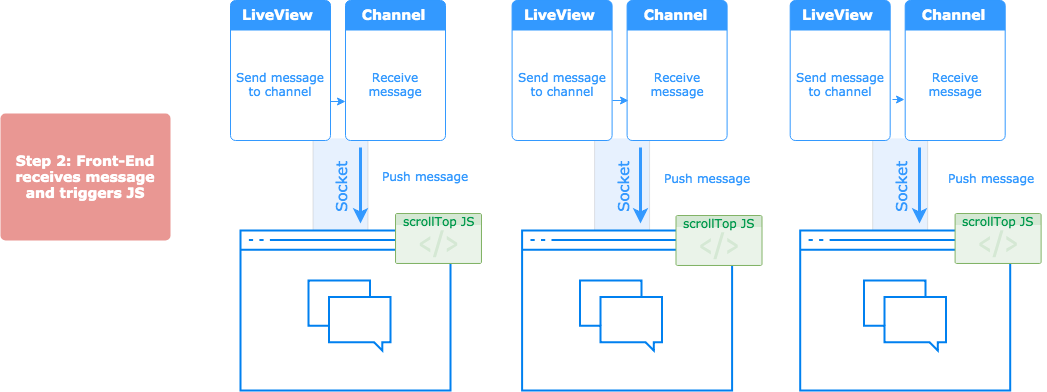 Step 2: Front-End
receives message
and triggers JS
LiveView
Channel
Send message
to channel
Receive
message
Socket
Push message
scrollTop JS
</>
LiveView
Channel
Send message
to channel
Receive
message
Socket
Push message
scrollTop JS
</>
LiveView
Channel
Send message
to channel
Receive
message
Socket
Push message
scrollTop JS
</>